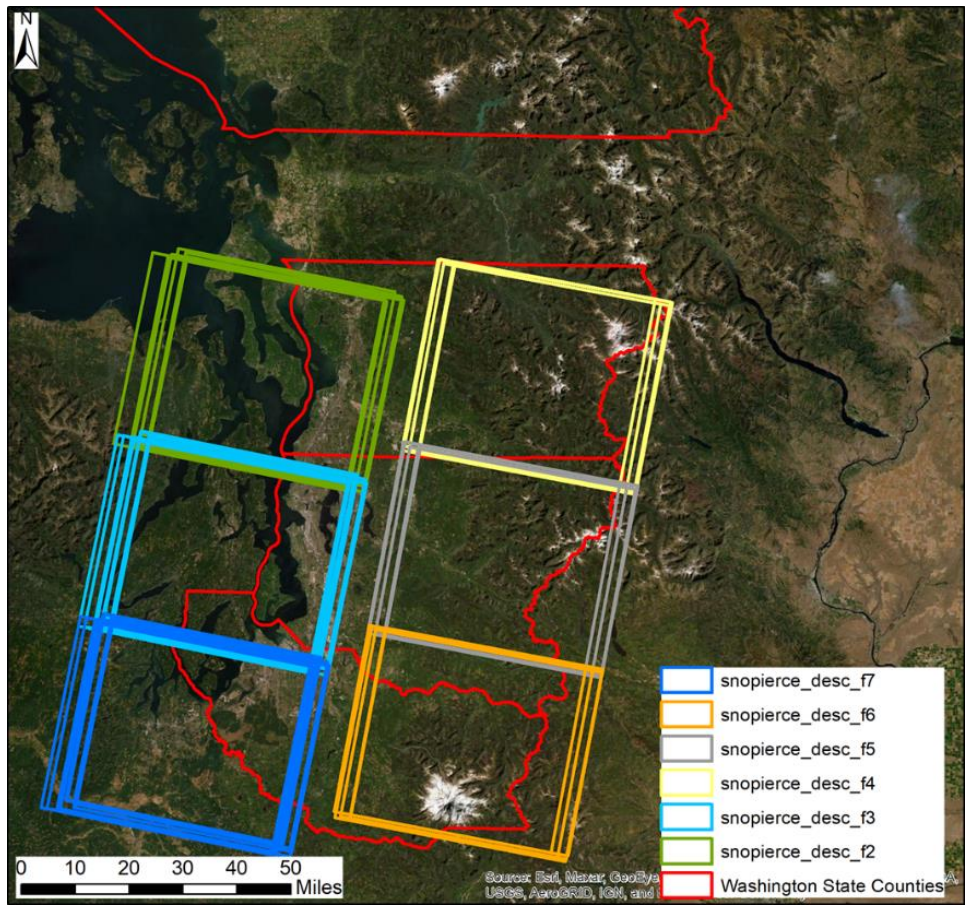 N
snopierce_desc_f7
snopierce_desc_f6
snopierce_desc_f5
snopierce_desc_f4
snopierce_desc_f3
snopierce_desc_f2
Washington State Counties
0 10 20 30 40 50
Miles
Source: Esri, Maxar, GeoEye
USGS, AeroGRID, IGN, and